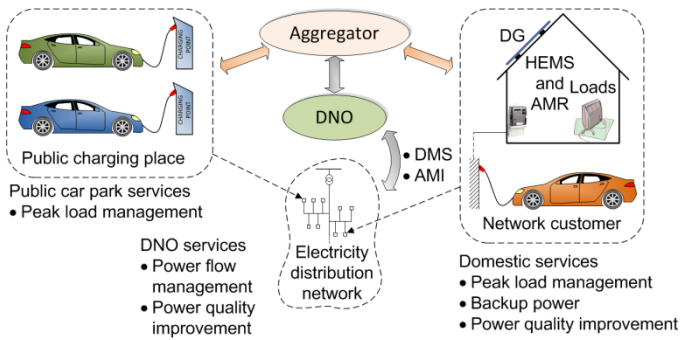 Aggregator
DNO
CHARGING
POINT
CHARGING
POINT
Public charging place
Public car park services
• Peak load management
DG
HEMS
and
AMR
Loads
Network customer
• DMS
• AMI
DNO services
• Power flow
management
• Power quality
improvement
Electricity
distribution
network
Domestic services
• Peak load management
• Backup power
• Power quality improvement